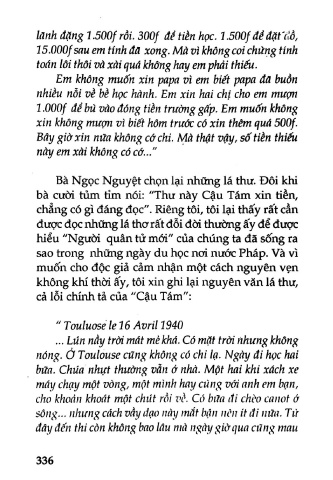 lãnh đặng 1.500f rồi. 300f để tiền học. 1.500f để đặt đồ,
15.000f sau em tính đã xong. Mà vì không coi chừng tính
toán lôi thôi và xài quá không hay em phải thiếu.
Em không muốn xin papa vì em biết papa đã buồn
nhiều nỗi về bề học hành. Em xin hai chị cho em mượn
1.000f để bù vào đóng tiền trường gấp. Em muốn không
xin không mượn vì biết hôm trước có xin thêm quá 500f.
Bây giờ xin nữa không cớ chi. Mà thật vậy, số tiền thiếu
này em xài không có cớ..."
Bà Ngọc Nguyệt chọn lại những lá thư. Đôi khi
bà cười tủm tỉm nói: "Thư này Cậu Tám xin tiền,
chẳng có gì đáng đọc". Riêng tôi, tôi lại thấy rất cần
được đọc những lá thơ rất đỗi đời thường ấy để được
hiểu "Người quân tử mới" của chúng ta đã sống ra
sao trong những ngày du học nơi nước Pháp. Và vì
muốn cho độc giả cảm nhận một cách nguyên vẹn
không khí thời ấy, tôi xin ghi lại nguyên văn lá thư,
cả lỗi chính tả của "Cậu Tám":
" Touluose le 16 Avril 1940
... Lún nầy trời mát mẻ khá. Có mặt trời nhưng không
nóng. Ở Toulouse cũng không có chi lạ. Ngày đi học hai
bữa. Chúa nhựt thường vẫn ở nhà. Một hai khi xách xe
máy chạy một vòng, một mình hay cùng với anh em bạn,
cho khoán khoát một chút rồi về. Có bữa đi chèo canot ở
sông... nhưng cách vầy dạo này mắt bận nên ít đi nữa. Từ
đây đến thi còn không bao lâu mà ngày giờ qua cũng mau
336